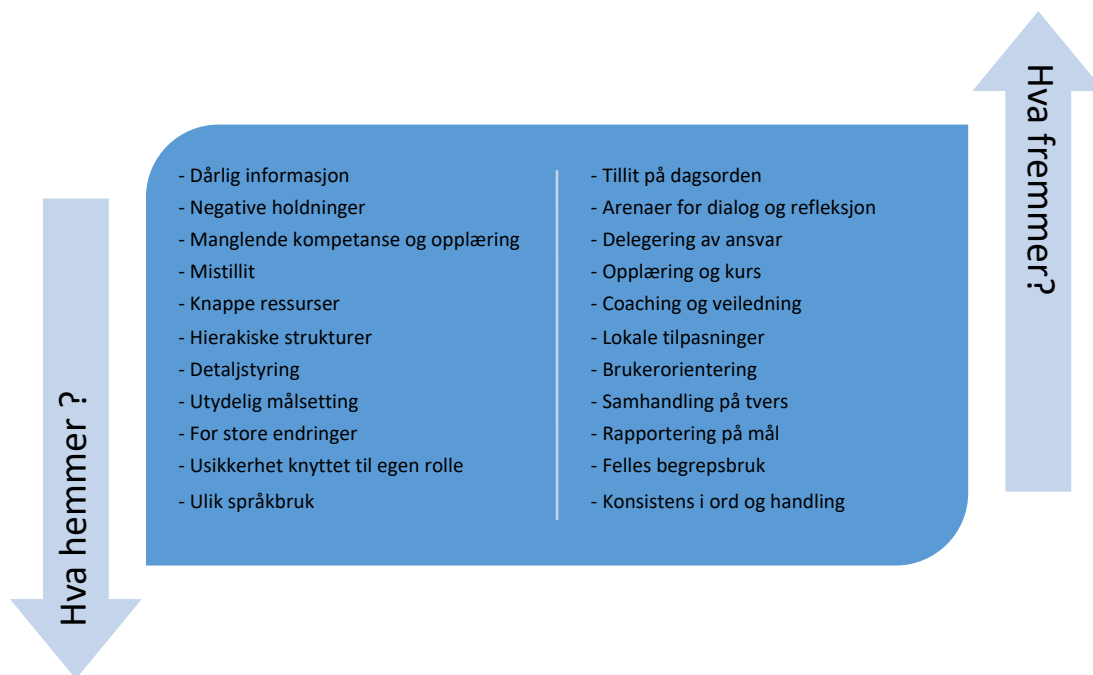 Hva hemmer ?
- Dårlig informasjon
- Negative holdninger
- Manglende kompetanse og opplæring
- Mistillit
- Knappe ressurser
- Hierakiske strukturer
- Detaljstyring
- Utydelig målsetting
- For store endringer
- Usikkerhet knyttet til egen rolle
- Ulik språkbruk
- Tillit på dagsorden
- Arenaer for dialog og refleksjon
- Delegering av ansvar
- Opplæring og kurs
- Coaching og veiledning
- Lokale tilpasninger
- Brukerorientering
- Samhandling på tvers
- Rapportering på mål
- Felles begrepsbruk
- Konsistens i ord og handling
Hva fremmer?